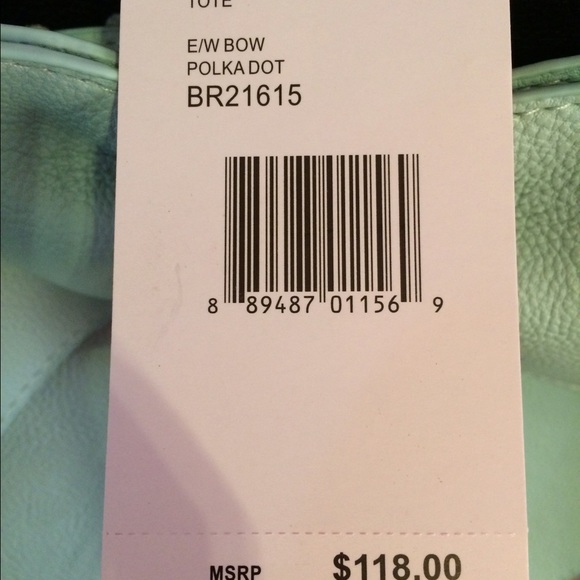 TOTE
E/W BOW
POLKA DOT
BR21615
8 89487 01156 9
MSRP $118.00